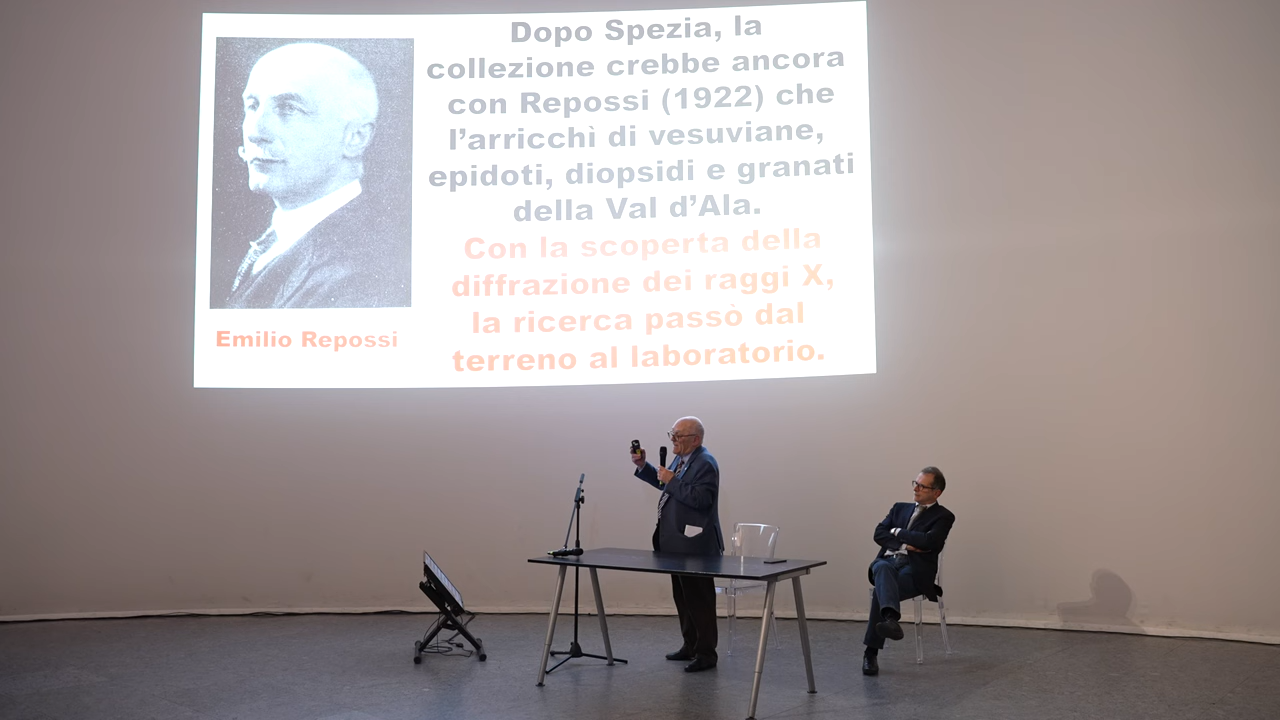 Dopo Spezia, la
collezione crebbe ancora
con Repossi (1922) che
l'arricchì di vesuviane,
epidoti, diopsidi e granati
della Val d'Ala.
Con la scoperta della
diffrazione dei raggi X,
la ricerca passò dal
terreno al laboratorio.
Emilio Repossi